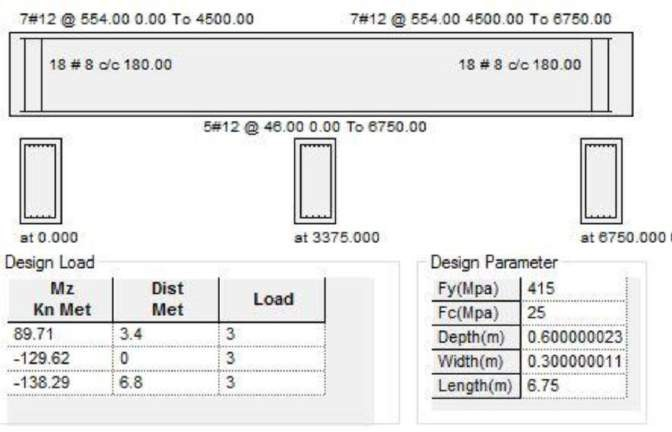 7#12 @ 554.00 0.00 To 4500.00 7#12 @ 554.00 4500.00 To 6750.00
18 # 8 c/c 180.00 18 # 8 c/c 180.00
5#12 @ 46.00 0.00 To 6750.00
at 0.000 at 3375.000 at 6750.000
Design Load Design Parameter
Mz Dist Load
Kn Met Met
89.71 3.4 3
-129.62 0 3
-138.29 6.8 3
Fy(Mpa) 415
Fc(Mpa) 25
Depth(m) 0.600000023
Width(m) 0.300000011
Length(m) 6.75